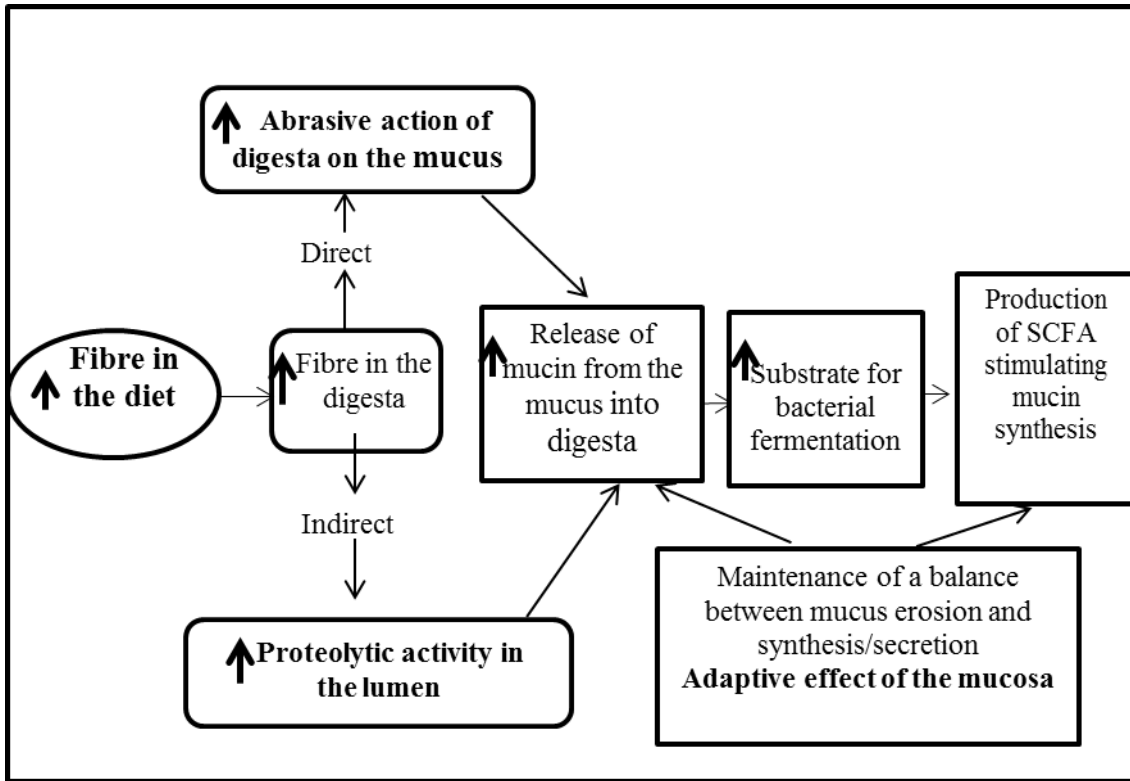 Abrasive action of
digesta on the mucus
Direct
Fibre in
the diet
Fibre in the
digesta
Release of
mucin from the
mucus into
digesta
Substrate for
bacterial
fermentation
Production
of SCFA
stimulating
mucin
synthesis
Indirect
Proteolytic activity in
the lumen
Maintenance of a balance
between mucus erosion and
synthesis/secretion
Adaptive effect of the mucosa